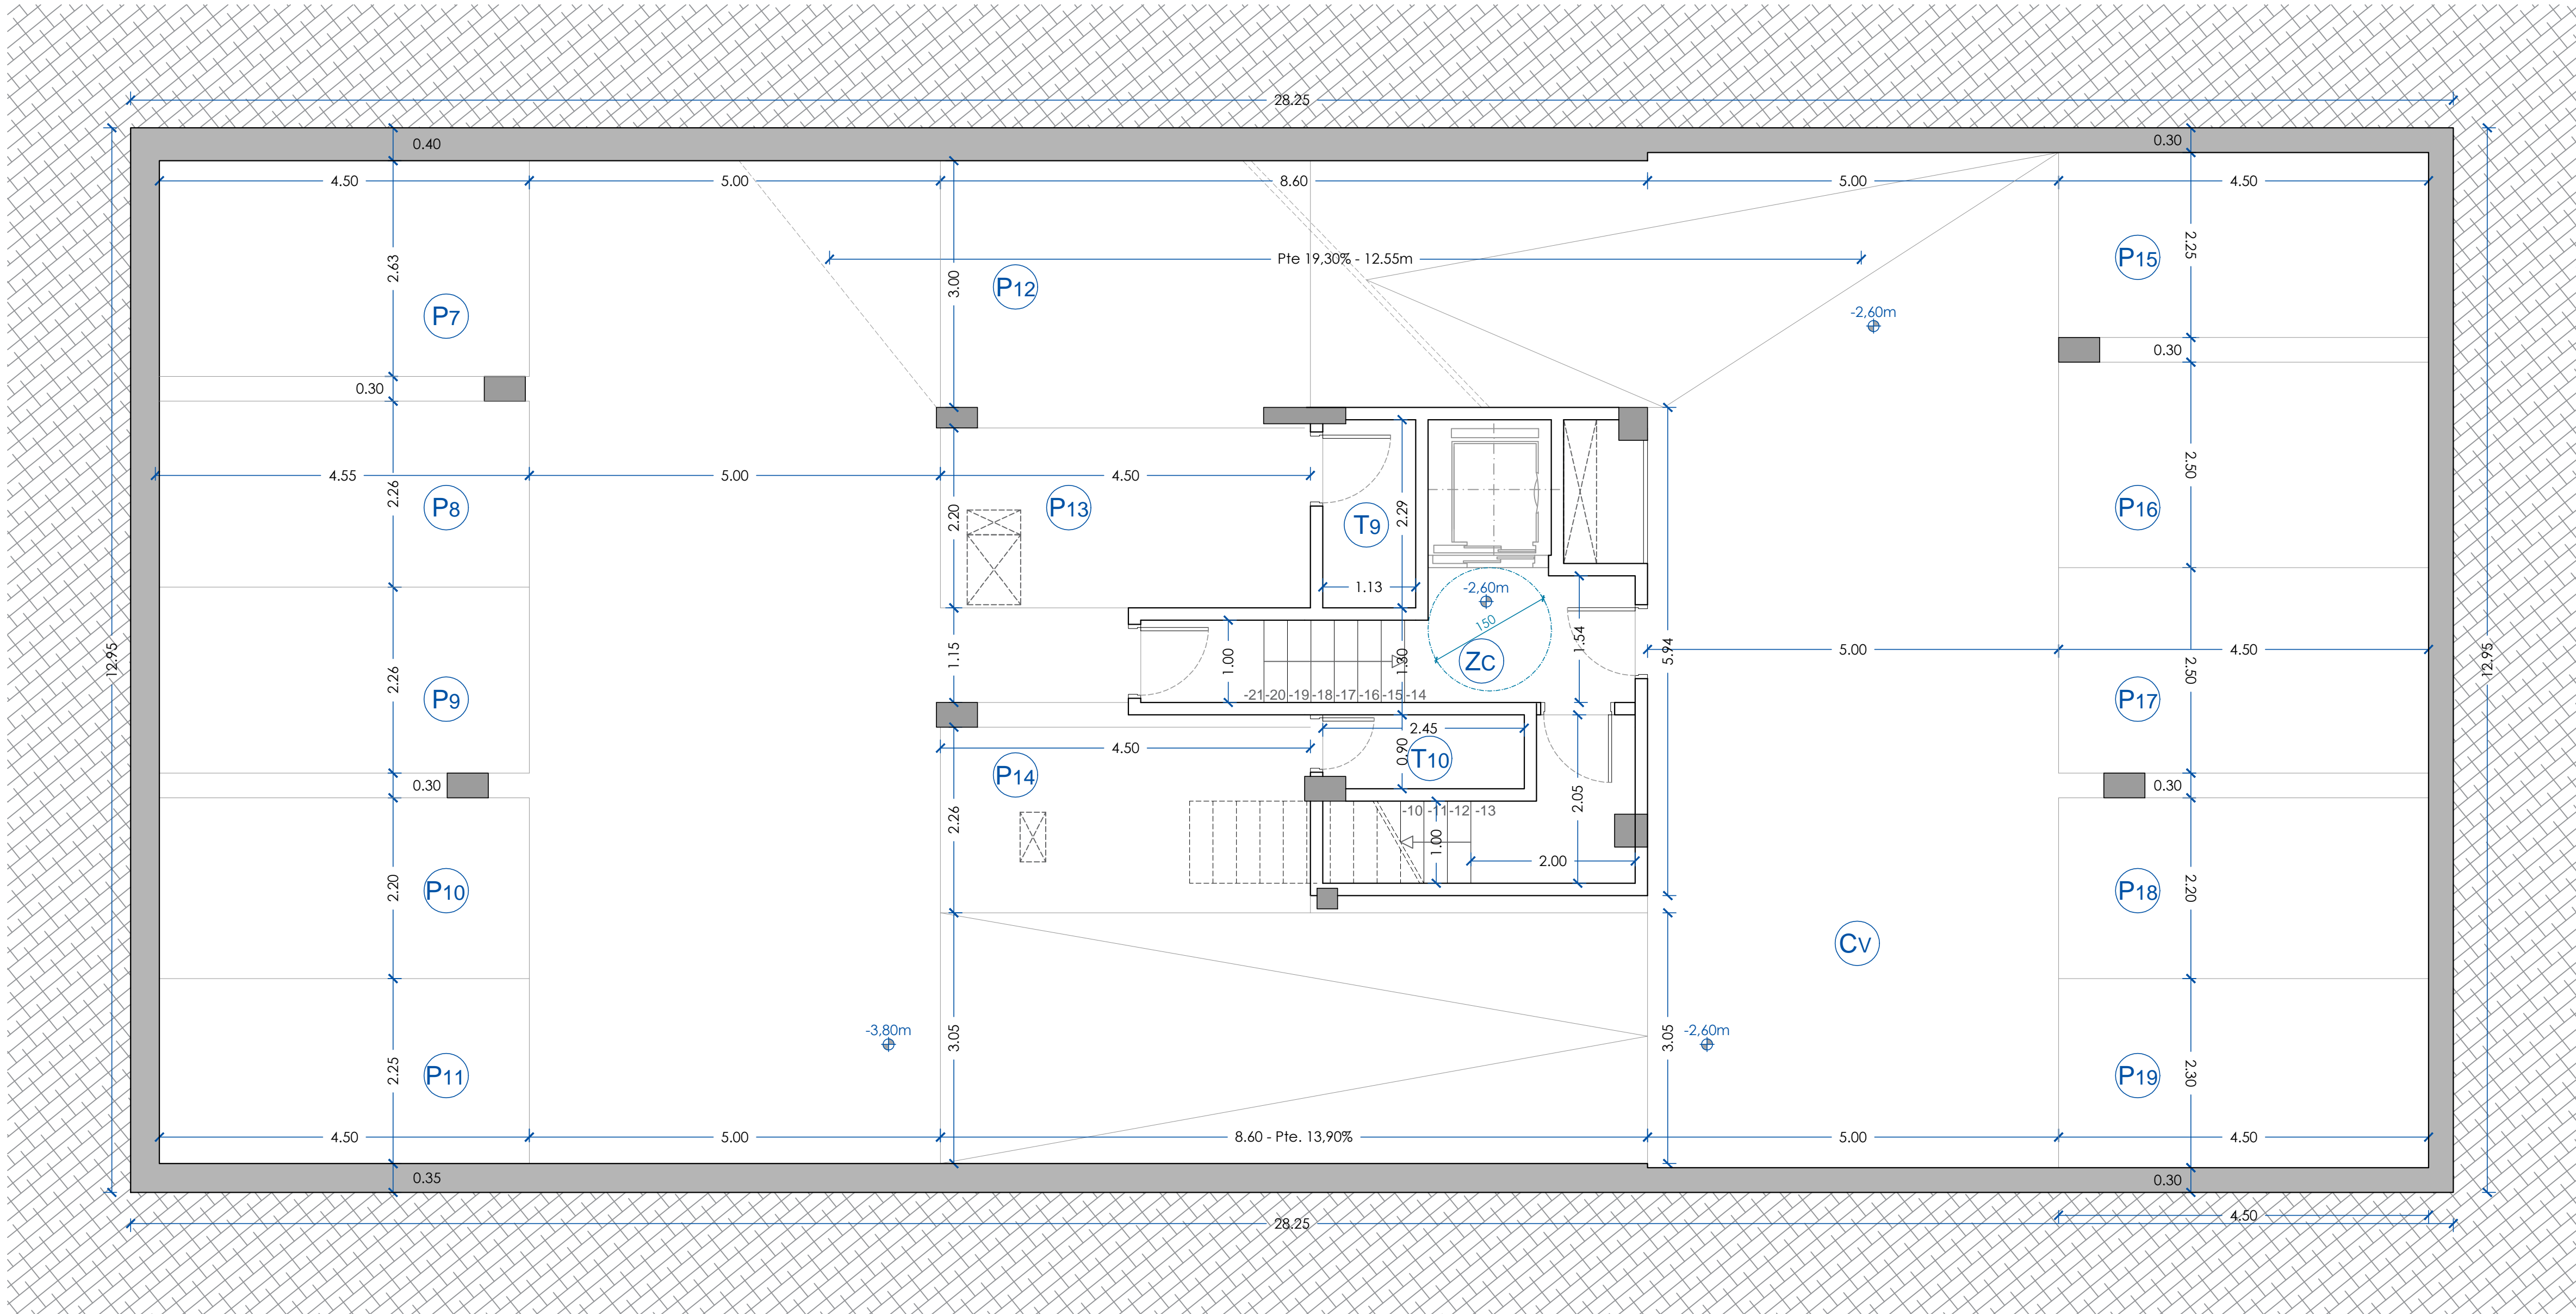 28.25
0.40
0.30
4.50
5.00
8.60
5.00
4.50
2.63
3.00
Pte 19,30% - 12.55m
2.25
P15
P12
P7
-2,60m
0.30
0.30
4.55
5.00
4.50
2.26
P8
2.20
P13
T9
2.29
2.50
P16
1.13
-2,60m
150
12.95
1.15
1.00
1.30
Zc
1.54
5.94
5.00
4.50
12.95
2.26
P9
-21
-20
-19
-18
-17
-16
-15
-14
2.50
P17
4.50
2.45
0.90
T10
P14
0.30
0.30
2.26
-10
-11
-12
-13
1.00
2.05
2.00
2.20
P10
P18
2.20
Cv
-3,80m
3.05
3.05
-2,60m
2.25
P11
P19
2.30
4.50
5.00
8.60 - Pte. 13,90%
5.00
4.50
0.35
0.30
28.25
4.50